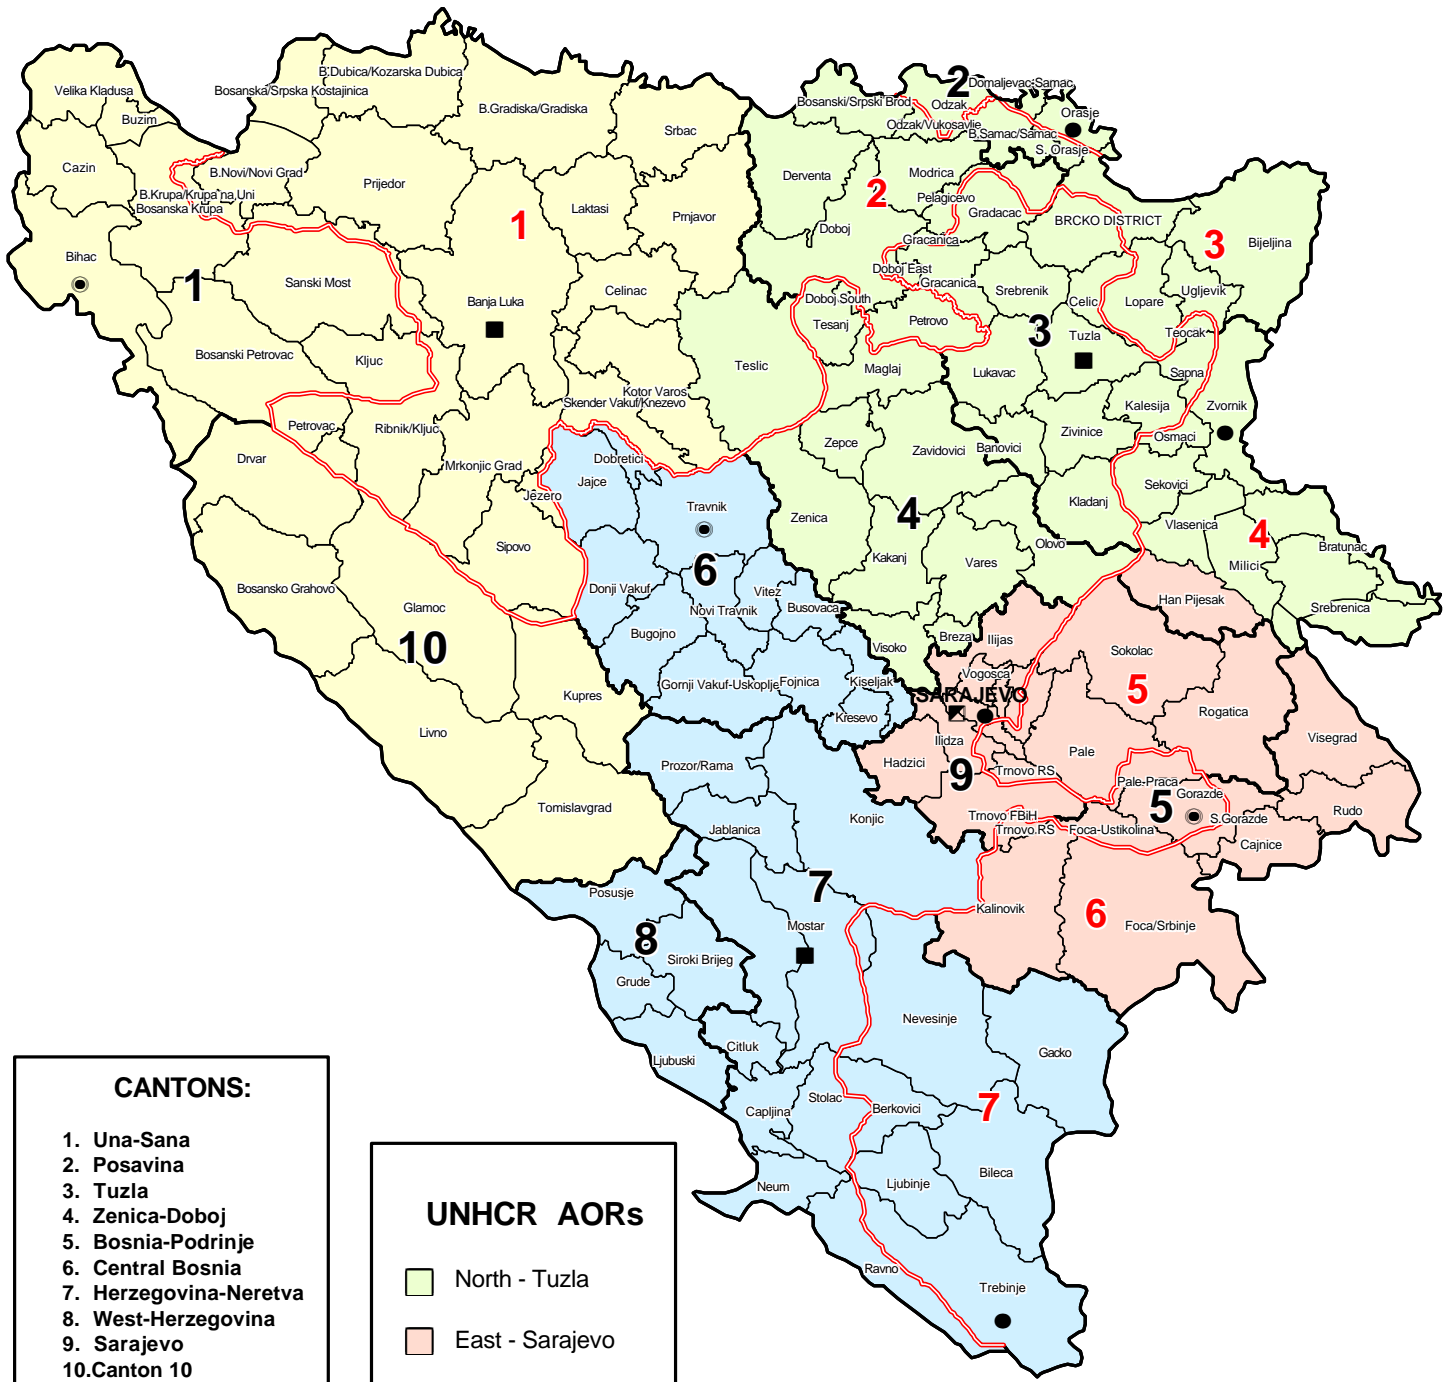 B.Dubica/Kozarska Dubica
Velika Kladusa
Bosanska/Srpska Kostajinica
Buzim
B.Gradiska/Gradiska
Srbac
Cazin
B.Novi/Novi Grad
Prijedor
B.Krupa/Krupa na Uni
Bosanska Krupa
Laktasi
Prnjavor
1
Bihac
1
Sanski Most
Celinac
Banja Luka
Bosanski Petrovac
Kljuc
Kotor Varos
Skender Vakuf/Knezevo
Petrovac
Ribnik/Kljuc
Drvar
Mrkonjic Grad
Jezero
Sipovo
Bosansko Grahovo
Glamoc
10
Kupres
Livno
Tomislavgrad
2
Domaljevac-Samac
Bosanski/Srpski Brod
Odzak
Orasje
Odzak/Vukosavlje
B.Samac/Samac
S. Orasje
Derventa
Modrica
2
Pelagicevo
Gradacac
BRCKO DISTRICT
Doboj
Gracanica
3
Bijeljina
Doboj East
Gracanica
Srebrenik
Ugljevik
Doboj South
Celic
Lopare
Tesanj
Petrovo
3
Tuzla
Teocak
Teslic
Maglaj
Lukavac
Sapna
Kalesija
Zvornik
Zepce
Zavidovici
Banovici
Zivinice
Osmaci
Sekovici
Kladanj
Zenica
4
Vlasenica
4
Olovo
Bratunac
Kakanj
Vares
Milici
Srebrenica
Visoko
Breza
Dobretici
Jajce
Travnik
6
Donji Vakuf
Vitez
Novi Travnik
Busovaca
Bugojno
Gornji Vakuf-Uskoplje
Fojnica
Kiseljak
Kresevo
Han Pijesak
Ilijas
Sokolac
Vogosca
5
SARAJEVO
Rogatica
Visegrad
Ilidza
Hadzici
Pale
9
Trnovo RS
Pale-Praca
Gorazde
5
Rudo
Trnovo FBiH
S.Gorazde
Trnovo.RS
Foca-Ustikolina
Cajnice
Kalinovik
6
Foca/Srbinje
Prozor/Rama
Konjic
Jablanica
7
Posusje
Mostar
8
Siroki Brijeg
Grude
Nevesinje
Citluk
Gacko
Ljubuski
Stolac
Capljina
Berkovici
7
Bileca
Ljubinje
Neum
Ravno
Trebinje
CANTONS:
1. Una-Sana
2. Posavina
3. Tuzla
4. Zenica-Doboj
5. Bosnia-Podrinje
6. Central Bosnia
7. Herzegovina-Neretva
8. West-Herzegovina
9. Sarajevo
10.Canton 10
UNHCR AORs
North - Tuzla
East - Sarajevo